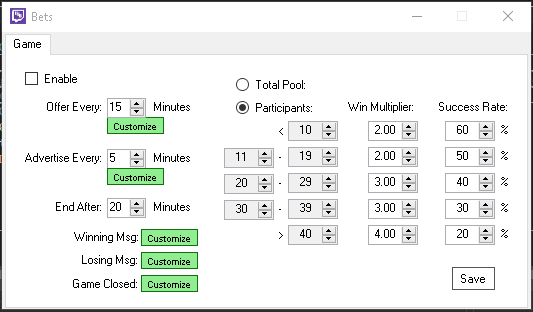 Bets
Game
Enable
Offer Every: 15 Minutes
Customize
Advertise Every: 5 Minutes
Customize
End After: 20 Minutes
Winning Msg: Customize
Losing Msg: Customize
Game Closed: Customize
Total Pool:
Participants: Win Multiplier: Success Rate:
< 10 2.00 60 %
11 - 19 2.00 50 %
20 - 29 3.00 40 %
30 - 39 3.00 30 %
> 40 4.00 20 %
Save